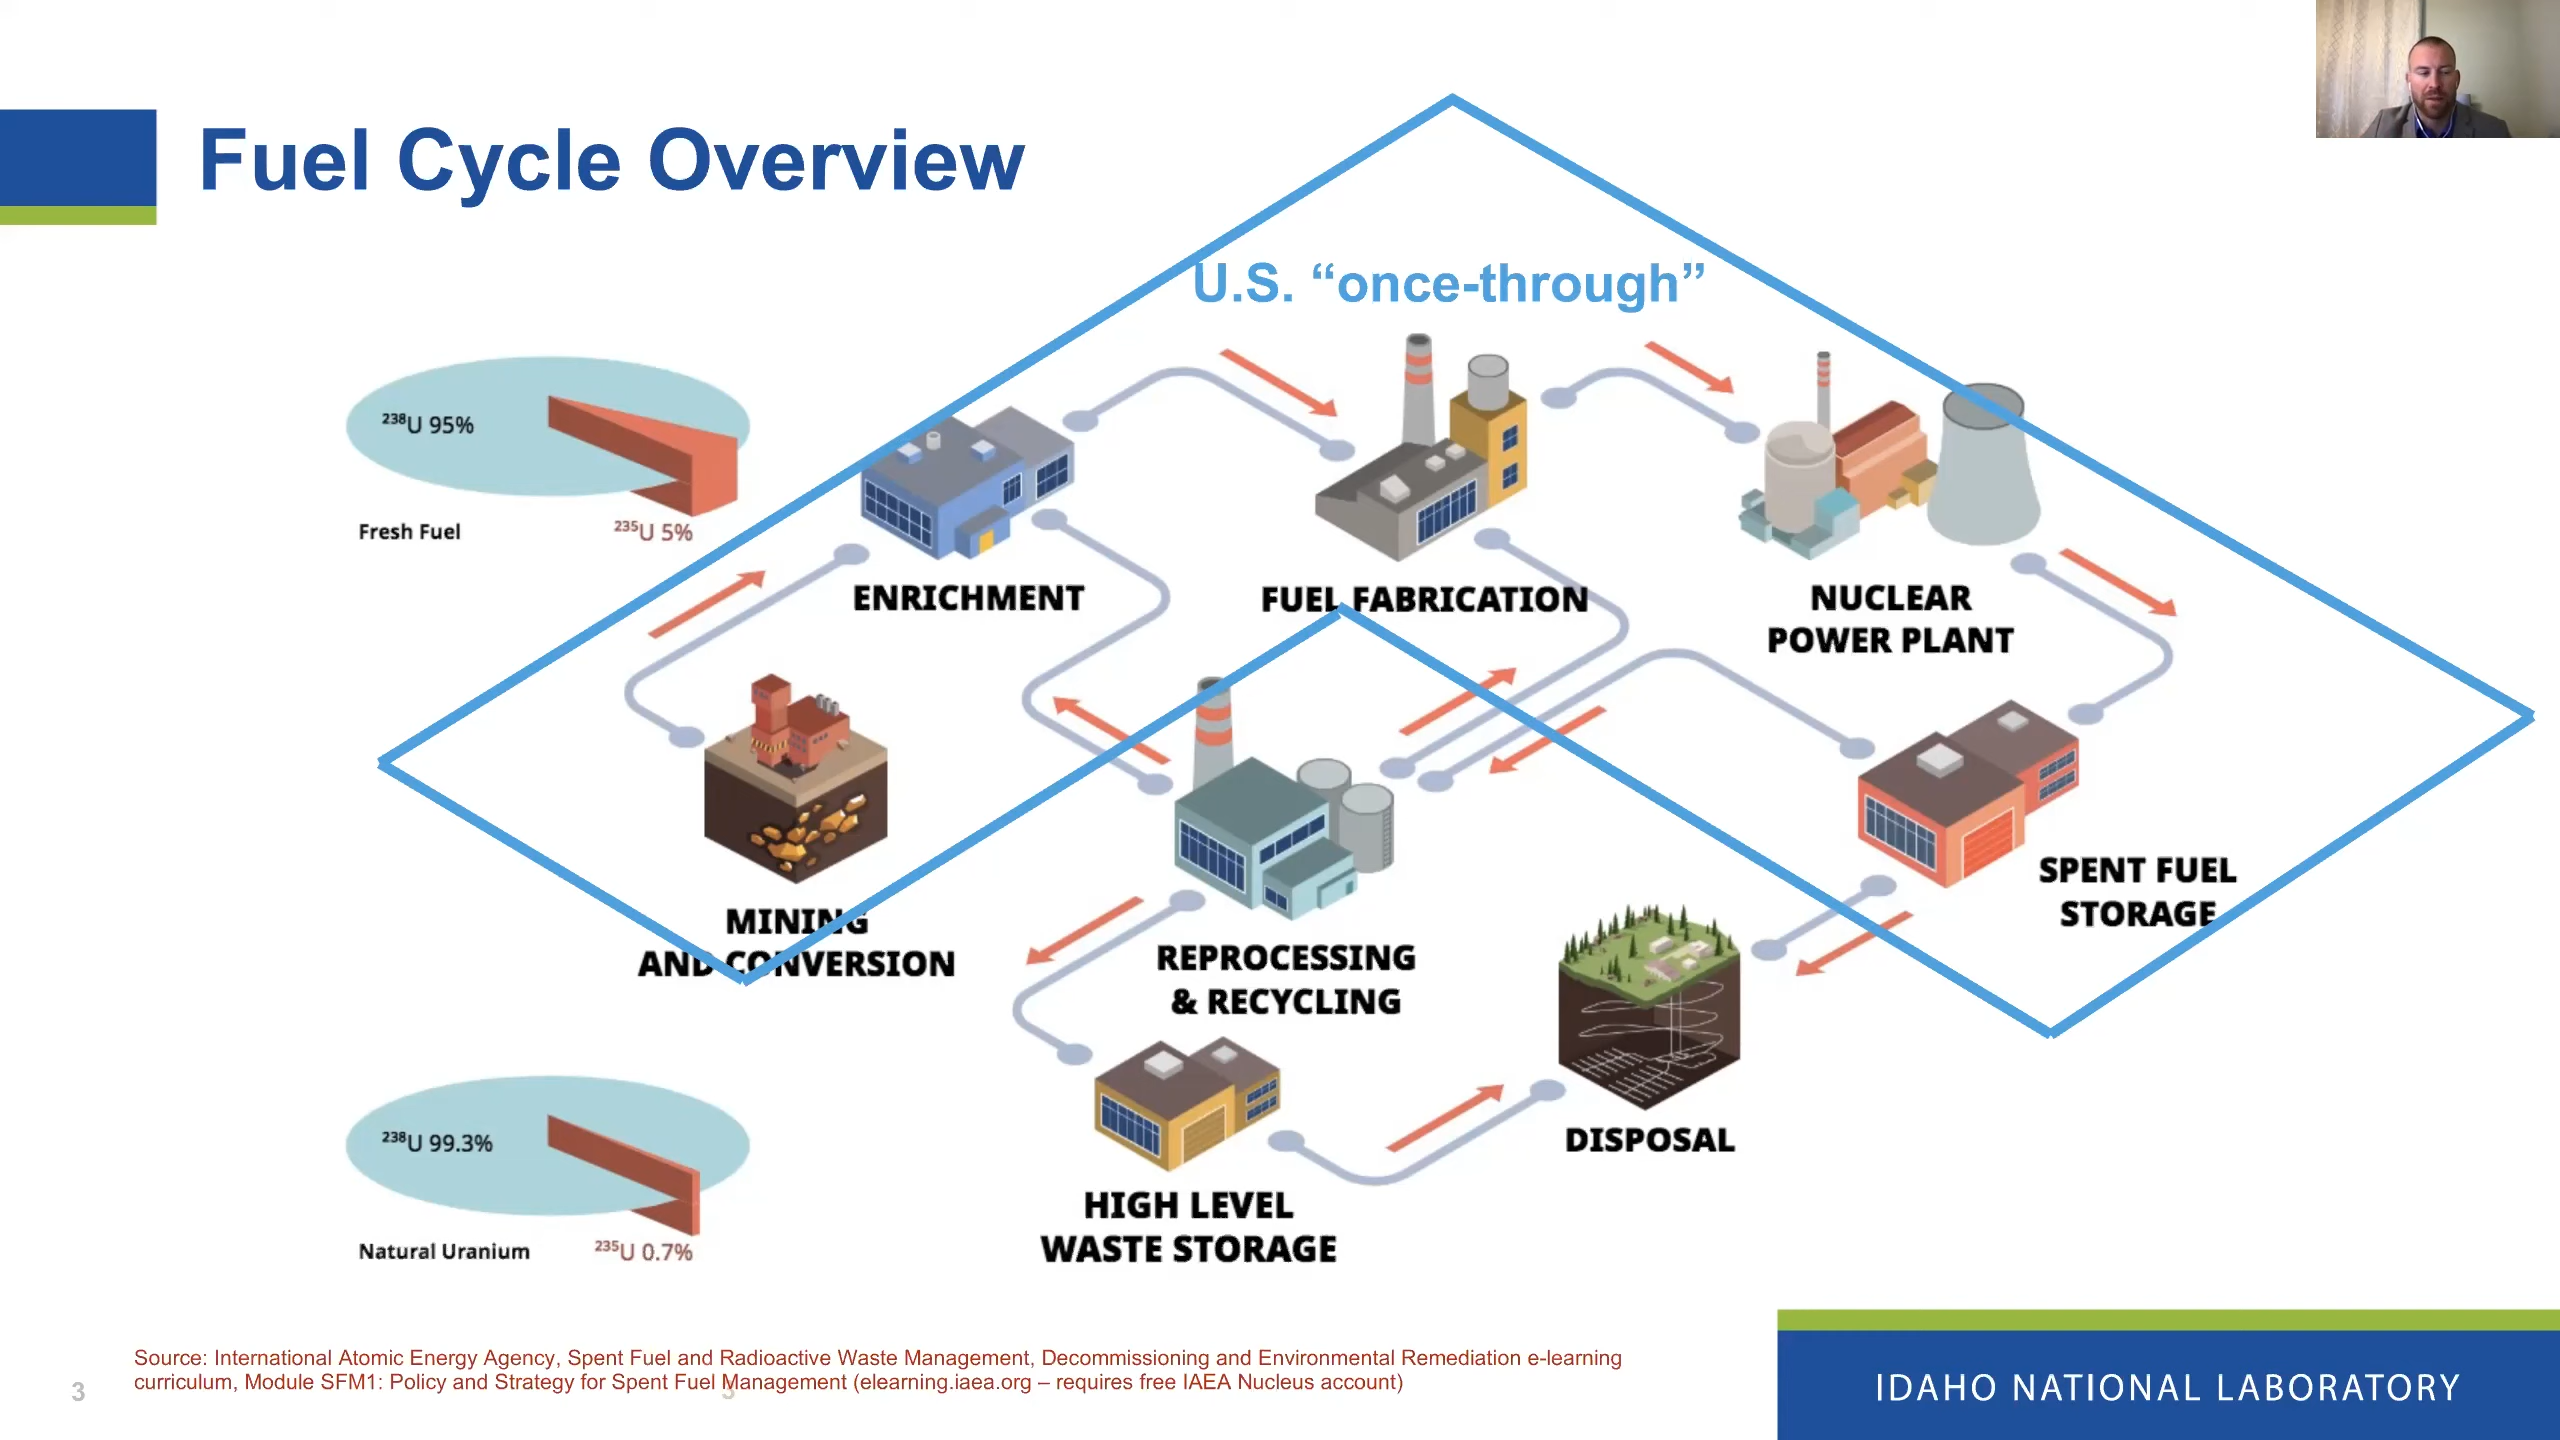 Fuel Cycle Overview
U.S. “once-through”
²³⁸U 95%
Fresh Fuel
²³⁵U 5%
ENRICHMENT
FUEL FABRICATION
NUCLEAR
POWER PLANT
MINING
AND CONVERSION
REPROCESSING
& RECYCLING
SPENT FUEL
STORAGE
DISPOSAL
HIGH LEVEL
WASTE STORAGE
²³⁸U 99.3%
Natural Uranium
²³⁵U 0.7%
Source: International Atomic Energy Agency, Spent Fuel and Radioactive Waste Management, Decommissioning and Environmental Remediation e-learning
curriculum, Module SFM1: Policy and Strategy for Spent Fuel Management (elearning.iaea.org – requires free IAEA Nucleus account)
3
IDAHO NATIONAL LABORATORY